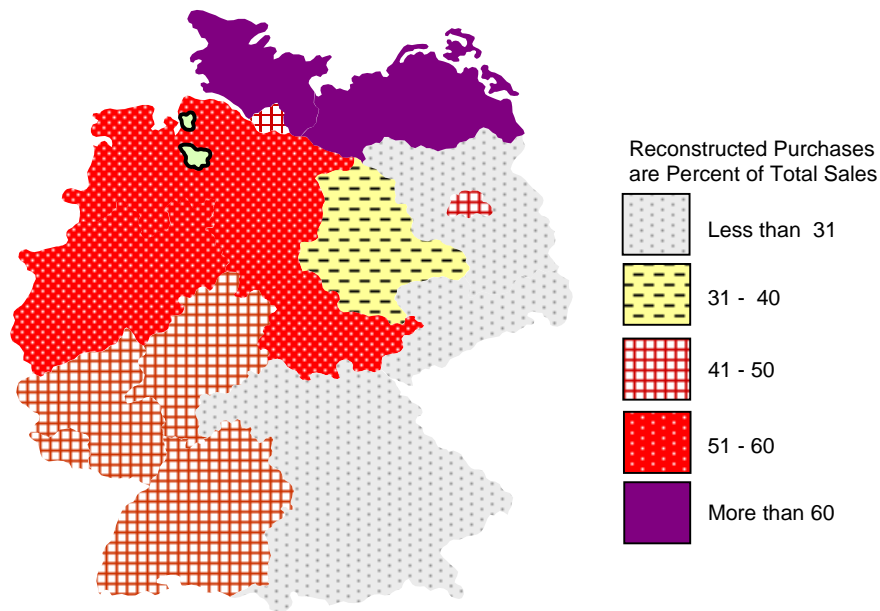 Reconstructed Purchases
are Percent of Total Sales
Less than 31
31 - 40
41 - 50
51 - 60
More than 60